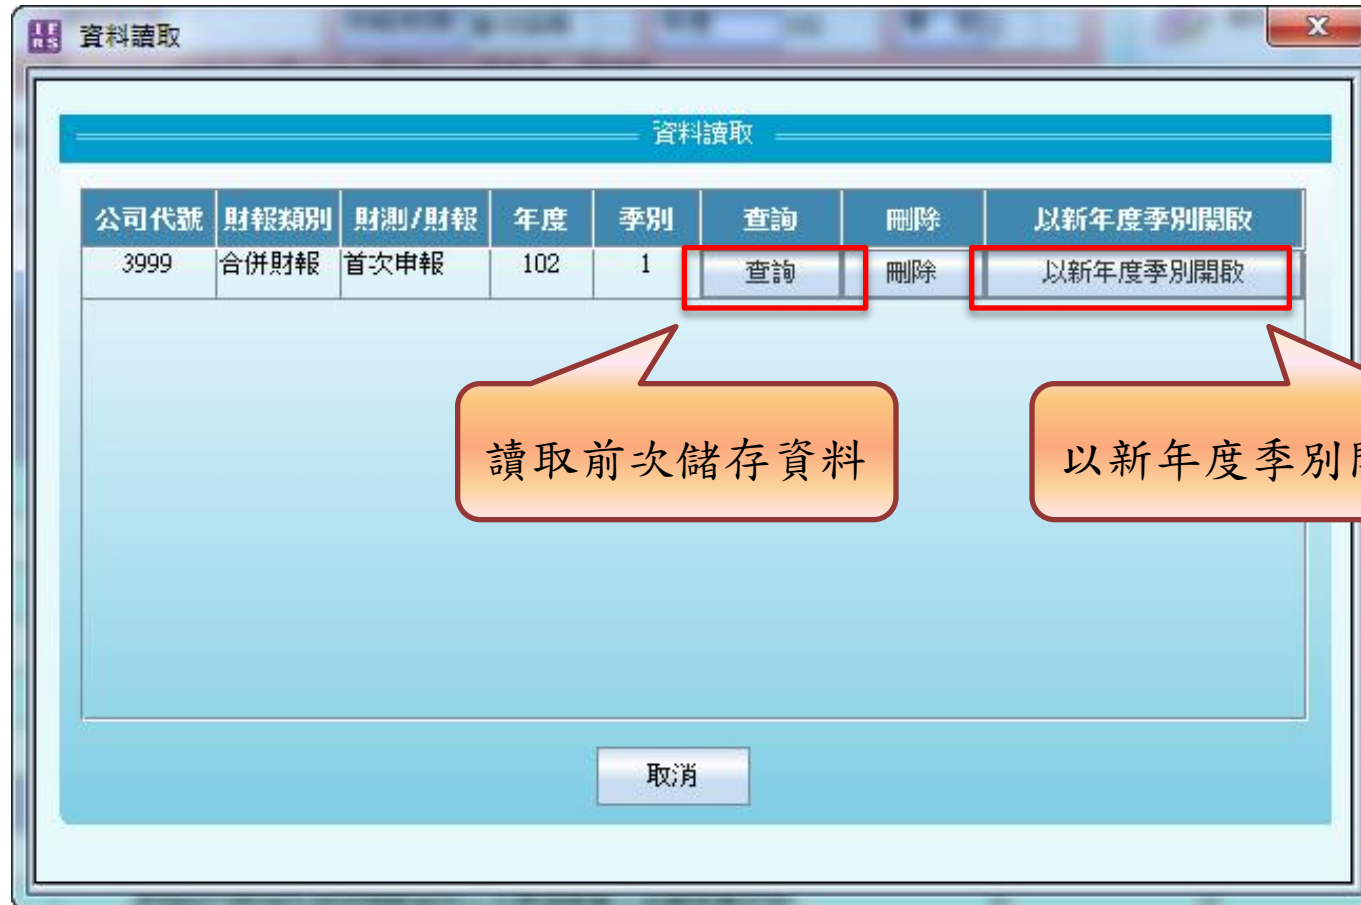 IF
RS
資料讀取
X
資料讀取
公司代號 財報類別 財測/財報 年度 季別 查詢 刪除 以新年度季別開啟
3999 合併財報 首次申報 102 1 查詢 刪除 以新年度季別開啟
讀取前次儲存資料
以新年度季別
取消